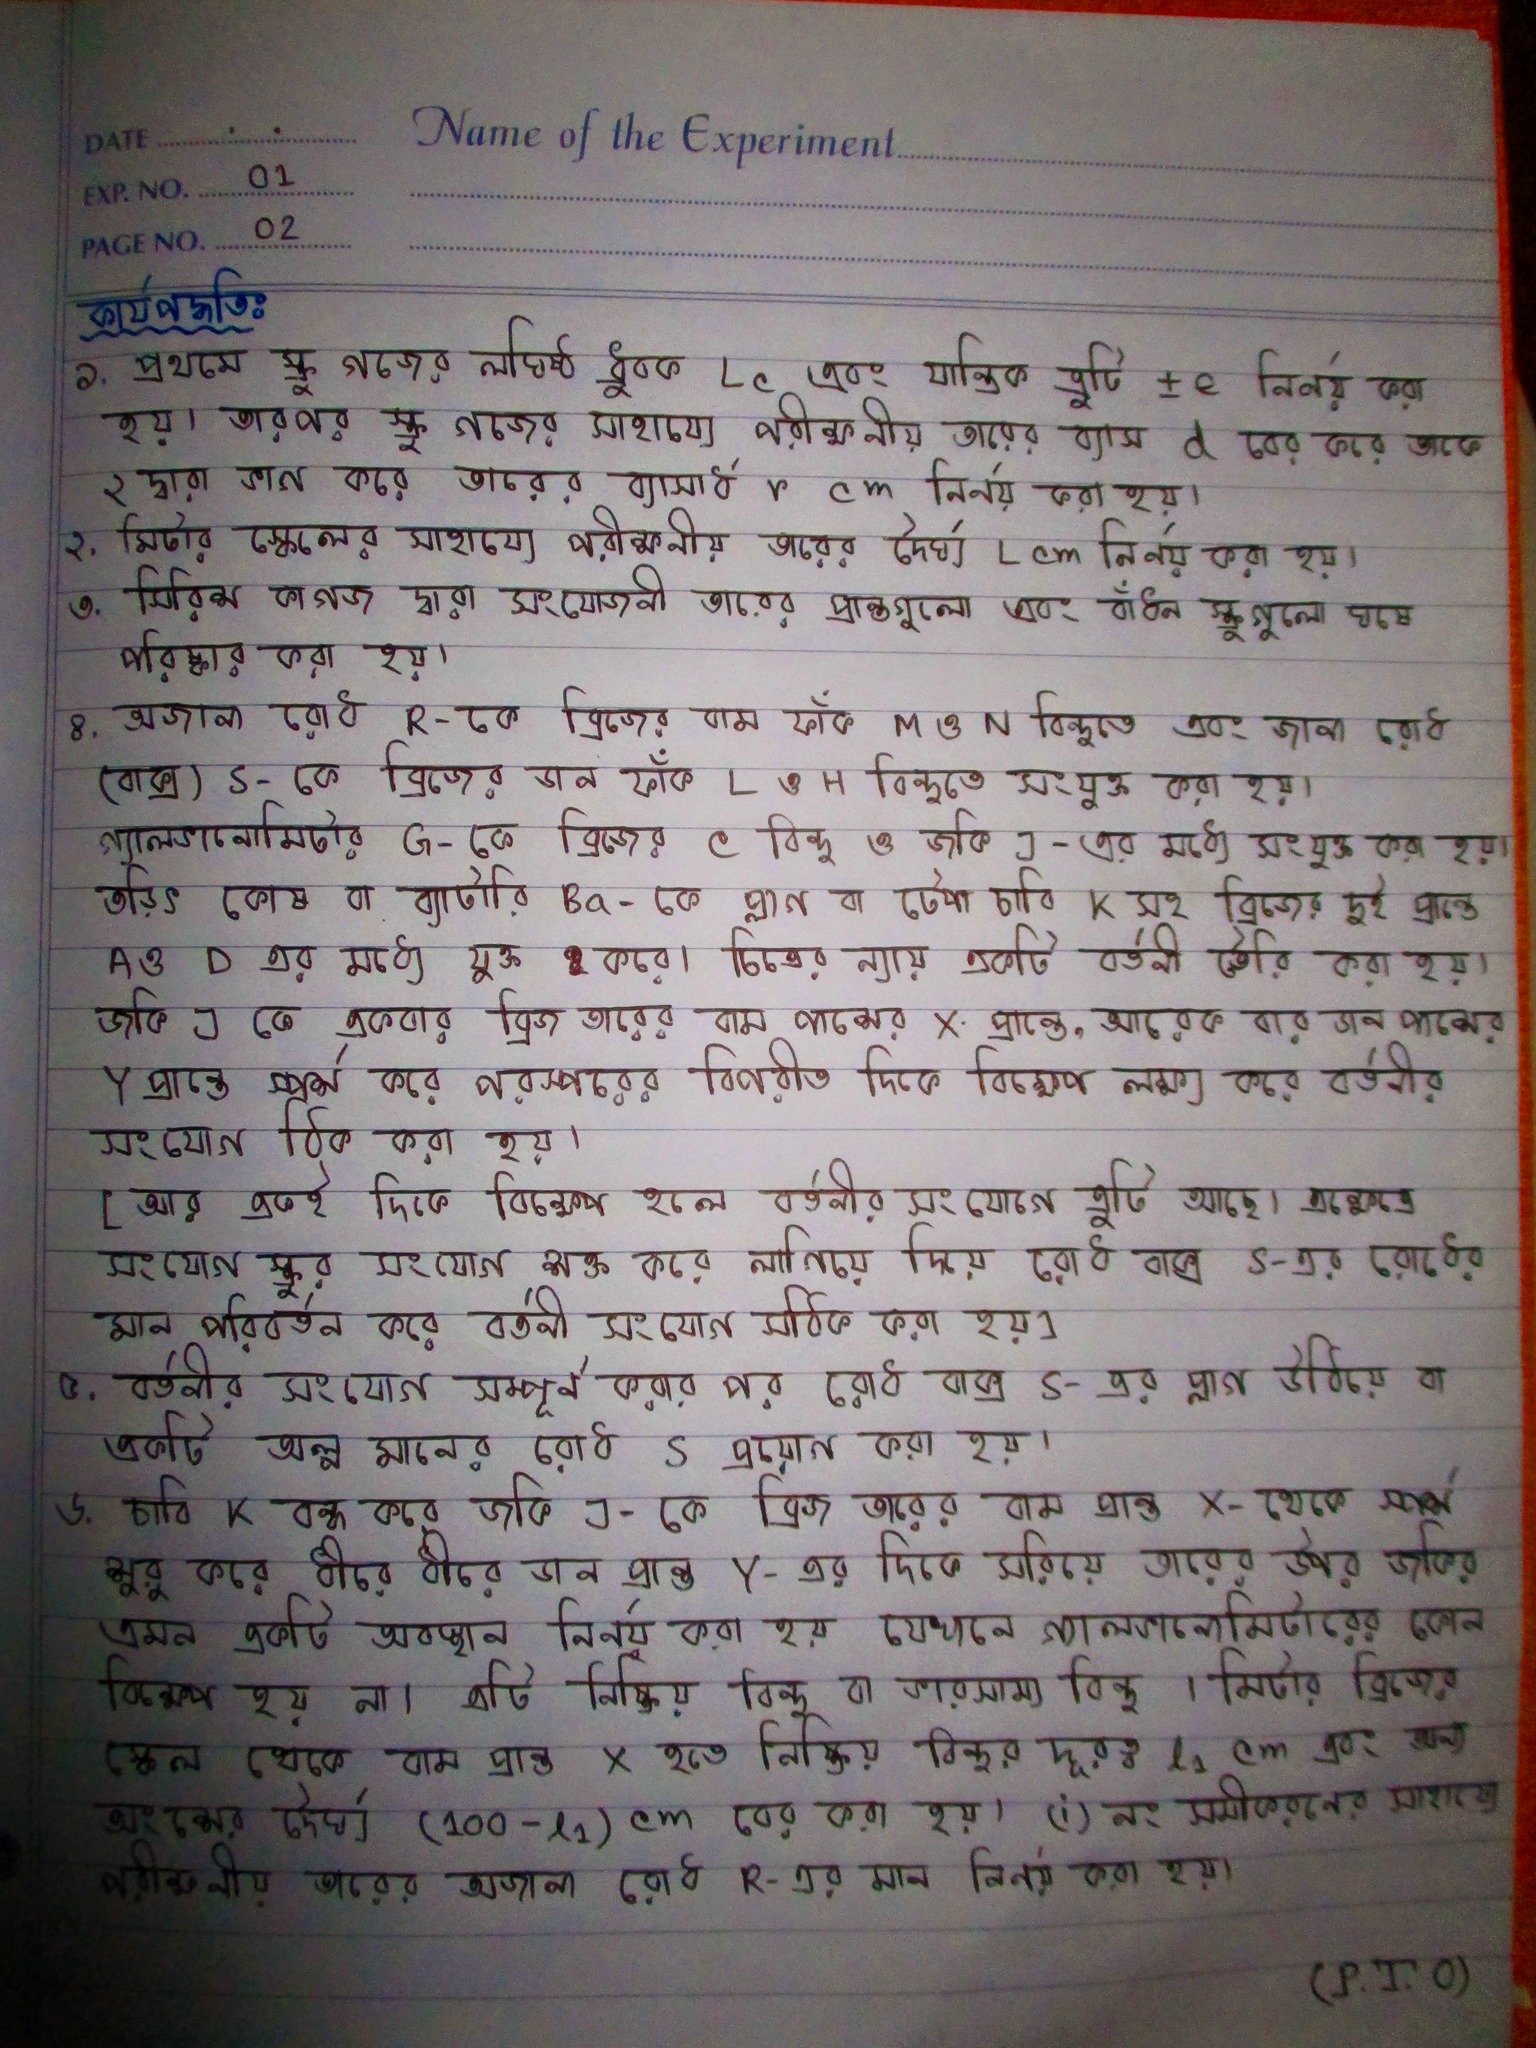 DATE
Name of the Experiment
EXP. NO. 01
PAGE NO. 02
কার্যপদ্ধতিঃ
১. প্রথমে স্ক্রু গজের লঘিষ্ঠ ধ্রুবক Lc এবং যান্ত্রিক ত্রুটি ±e নির্ণয় করা
হয়। তারপর স্ক্রু গজের সাহায্যে পরীক্ষনীয় তারের ব্যাস d বের করে তাকে
২ দ্বারা ভাগ করে তারের ব্যাসার্ধ r cm নির্ণয় করা হয়।
২. মিটার স্কেলের সাহায্যে পরীক্ষনীয় তারের দৈর্ঘ্য L cm নির্ণয় করা হয়।
৩. সিরিস কাগজ দ্বারা সংযোজনী তারের প্রান্তগুলো এবং বাঁধন স্ক্রুগুলো ঘষে
পরিষ্কার করা হয়।
৪. অজানা রোধ R-কে ব্রিজের বাম ফাঁক M ও N বিন্দুতে এবং জানা রোধ
(বাক্স) S-কে ব্রিজের ডান ফাঁক L ও H বিন্দুতে সংযুক্ত করা হয়।
গ্যালভানোমিটার G-কে ব্রিজের C বিন্দু ও জকি J-এর মধ্যে সংযুক্ত করা হয়।
তড়িৎ কোষ বা ব্যাটারি Ba-কে প্লাগ বা টেপা চাবি K সহ ব্রিজের দুই প্রান্তে
A ও D এর মধ্যে যুক্ত করে। চিত্রের ন্যায় একটি বর্তনী তৈরি করা হয়।
জকি J কে একবার ব্রিজ তারের বাম পাশের X প্রান্তে, আরেক বার ডান পাশের
Y প্রান্তে স্পর্শ করে পরস্পরের বিপরীত দিকে বিক্ষেপ লক্ষ্য করে বর্তনীর
সংযোগ ঠিক করা হয়।
[আর একই দিকে বিক্ষেপ হলে বর্তনীর সংযোগে ত্রুটি আছে। এক্ষেত্রে
সংযোগ স্ক্রুর সংযোগ শক্ত করে লাগিয়ে দিয়ে রোধ বাক্স S-এর রোধের
মান পরিবর্তন করে বর্তনী সংযোগ সঠিক করা হয়]
৫. বর্তনীর সংযোগ সম্পূর্ণ করার পর রোধ বাক্স S-এর প্লাগ উঠিয়ে বা
একটি অল্প মানের রোধ S প্রয়োগ করা হয়।
৬. চাবি K বন্ধ করে জকি J-কে ব্রিজ তারের বাম প্রান্ত X-থেকে স্পর্শ
শুরু করে ধীরে ধীরে ডান প্রান্ত Y-এর দিকে সরিয়ে তারের উপর জকির
এমন একটি অবস্থান নির্ণয় করা হয় যেখানে গ্যালভানোমিটারের কোন
বিক্ষেপ হয় না। এটি নিষ্ক্রিয় বিন্দু বা ভারসাম্য বিন্দু। মিটার ব্রিজের
স্কেল থেকে বাম প্রান্ত X হতে নিষ্ক্রিয় বিন্দুর দূরত্ব l₁ cm এবং অন্য
অংশের দৈর্ঘ্য (100-l₁) cm বের করা হয়। (i) নং সমীকরনের সাহায্যে
পরীক্ষনীয় তারের অজানা রোধ R-এর মান নির্ণয় করা হয়।
(P.T.O)